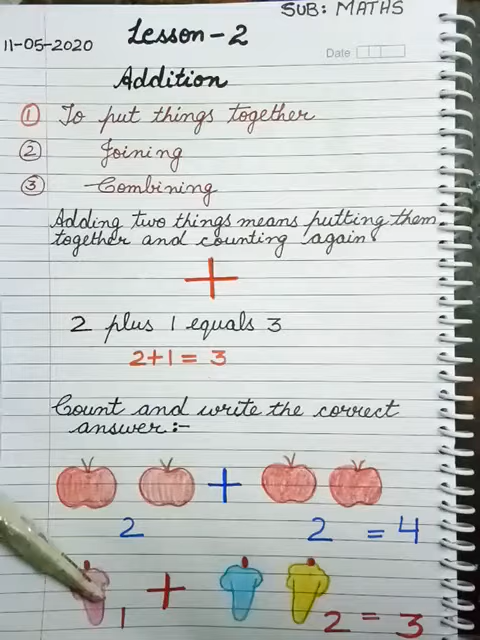 SUB: MATHS
11-05-2020
Lesson-2
Date
Addition
① To put things together
② Joining
③ Combining
Adding two things means putting them
together and counting again.
+
2 plus 1 equals 3
2+1 = 3
Count and write the correct
answer:-
+
2 2 = 4
1 + 2 = 3